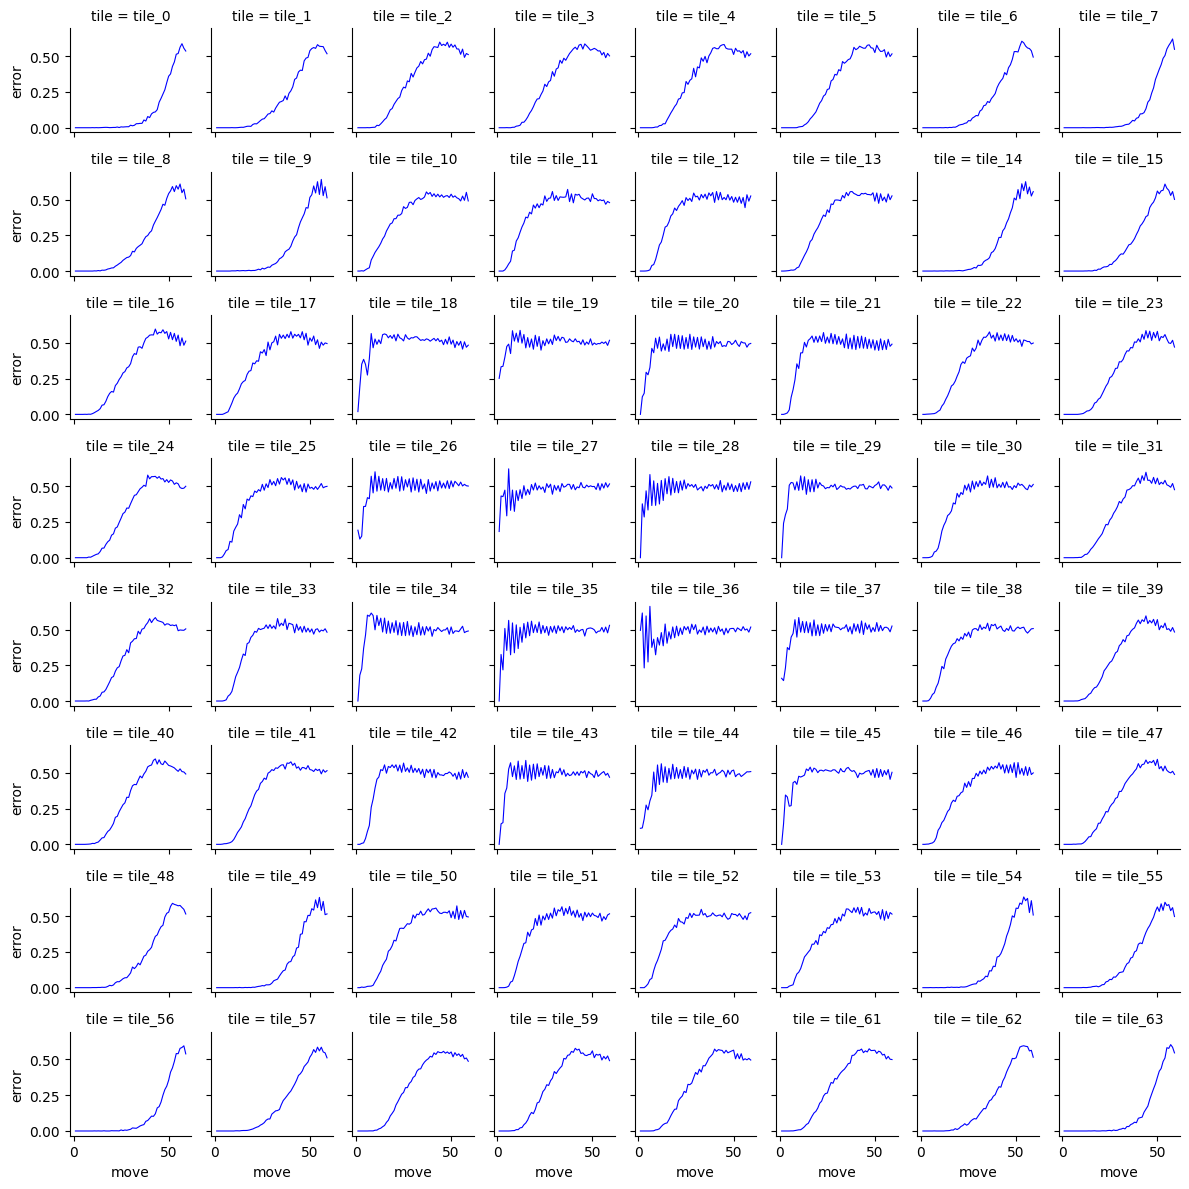 tile = tile_0 tile = tile_1 tile = tile_2 tile = tile_3 tile = tile_4 tile = tile_5 tile = tile_6 tile = tile_7
0.50
error
0.25
0.00
tile = tile_8 tile = tile_9 tile = tile_10 tile = tile_11 tile = tile_12 tile = tile_13 tile = tile_14 tile = tile_15
0.50
error
0.25
0.00
tile = tile_16 tile = tile_17 tile = tile_18 tile = tile_19 tile = tile_20 tile = tile_21 tile = tile_22 tile = tile_23
0.50
error
0.25
0.00
tile = tile_24 tile = tile_25 tile = tile_26 tile = tile_27 tile = tile_28 tile = tile_29 tile = tile_30 tile = tile_31
0.50
error
0.25
0.00
tile = tile_32 tile = tile_33 tile = tile_34 tile = tile_35 tile = tile_36 tile = tile_37 tile = tile_38 tile = tile_39
0.50
error
0.25
0.00
tile = tile_40 tile = tile_41 tile = tile_42 tile = tile_43 tile = tile_44 tile = tile_45 tile = tile_46 tile = tile_47
0.50
error
0.25
0.00
tile = tile_48 tile = tile_49 tile = tile_50 tile = tile_51 tile = tile_52 tile = tile_53 tile = tile_54 tile = tile_55
0.50
error
0.25
0.00
tile = tile_56 tile = tile_57 tile = tile_58 tile = tile_59 tile = tile_60 tile = tile_61 tile = tile_62 tile = tile_63
0.50
error
0.25
0.00
0 50 0 50 0 50 0 50 0 50 0 50 0 50 0 50
move move move move move move move move